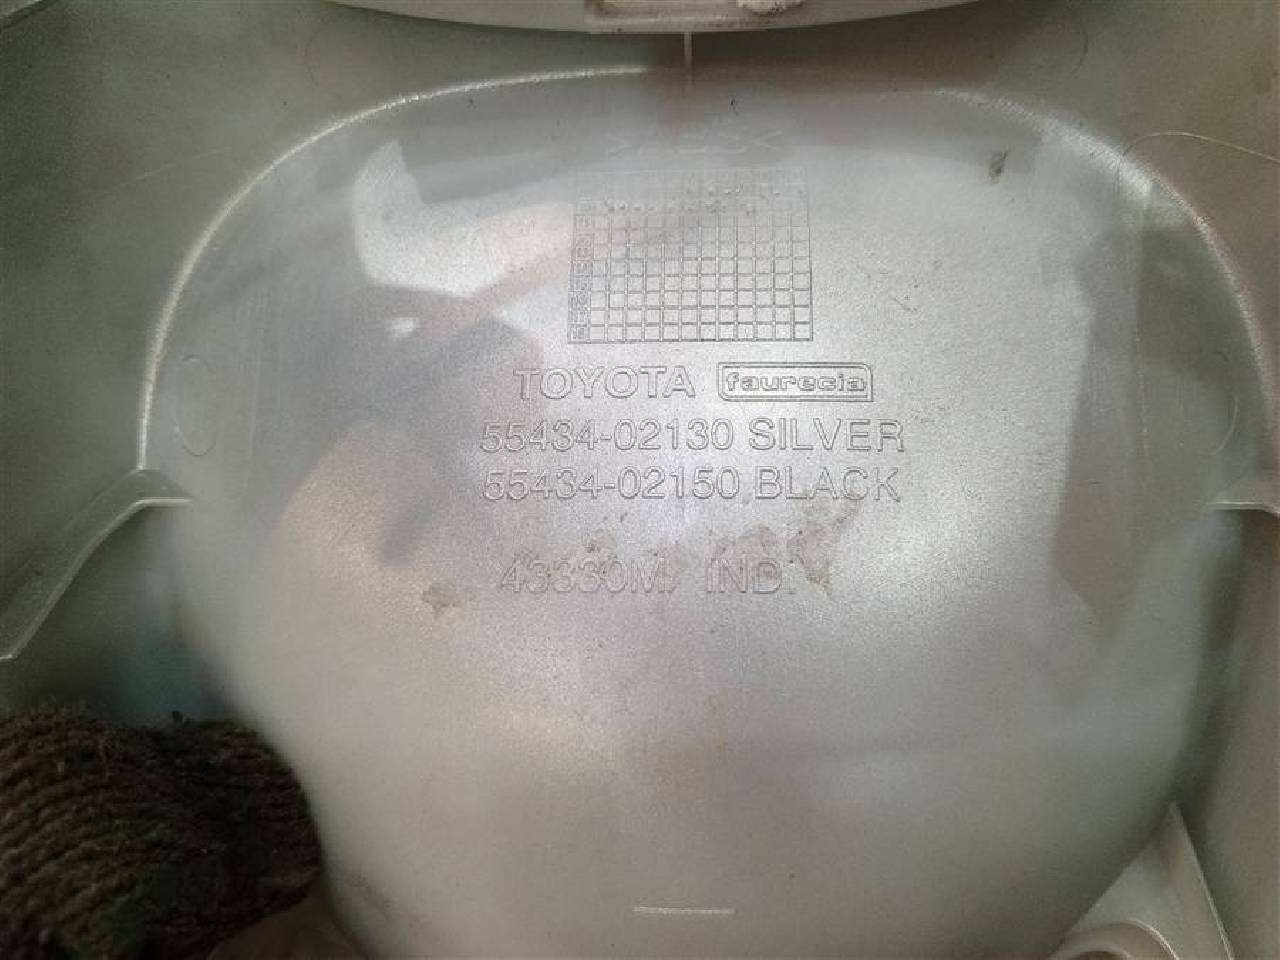 TOYOTA faurecia
55434-02130 SILVER
55434-02150 BLACK
43330M/ IND.